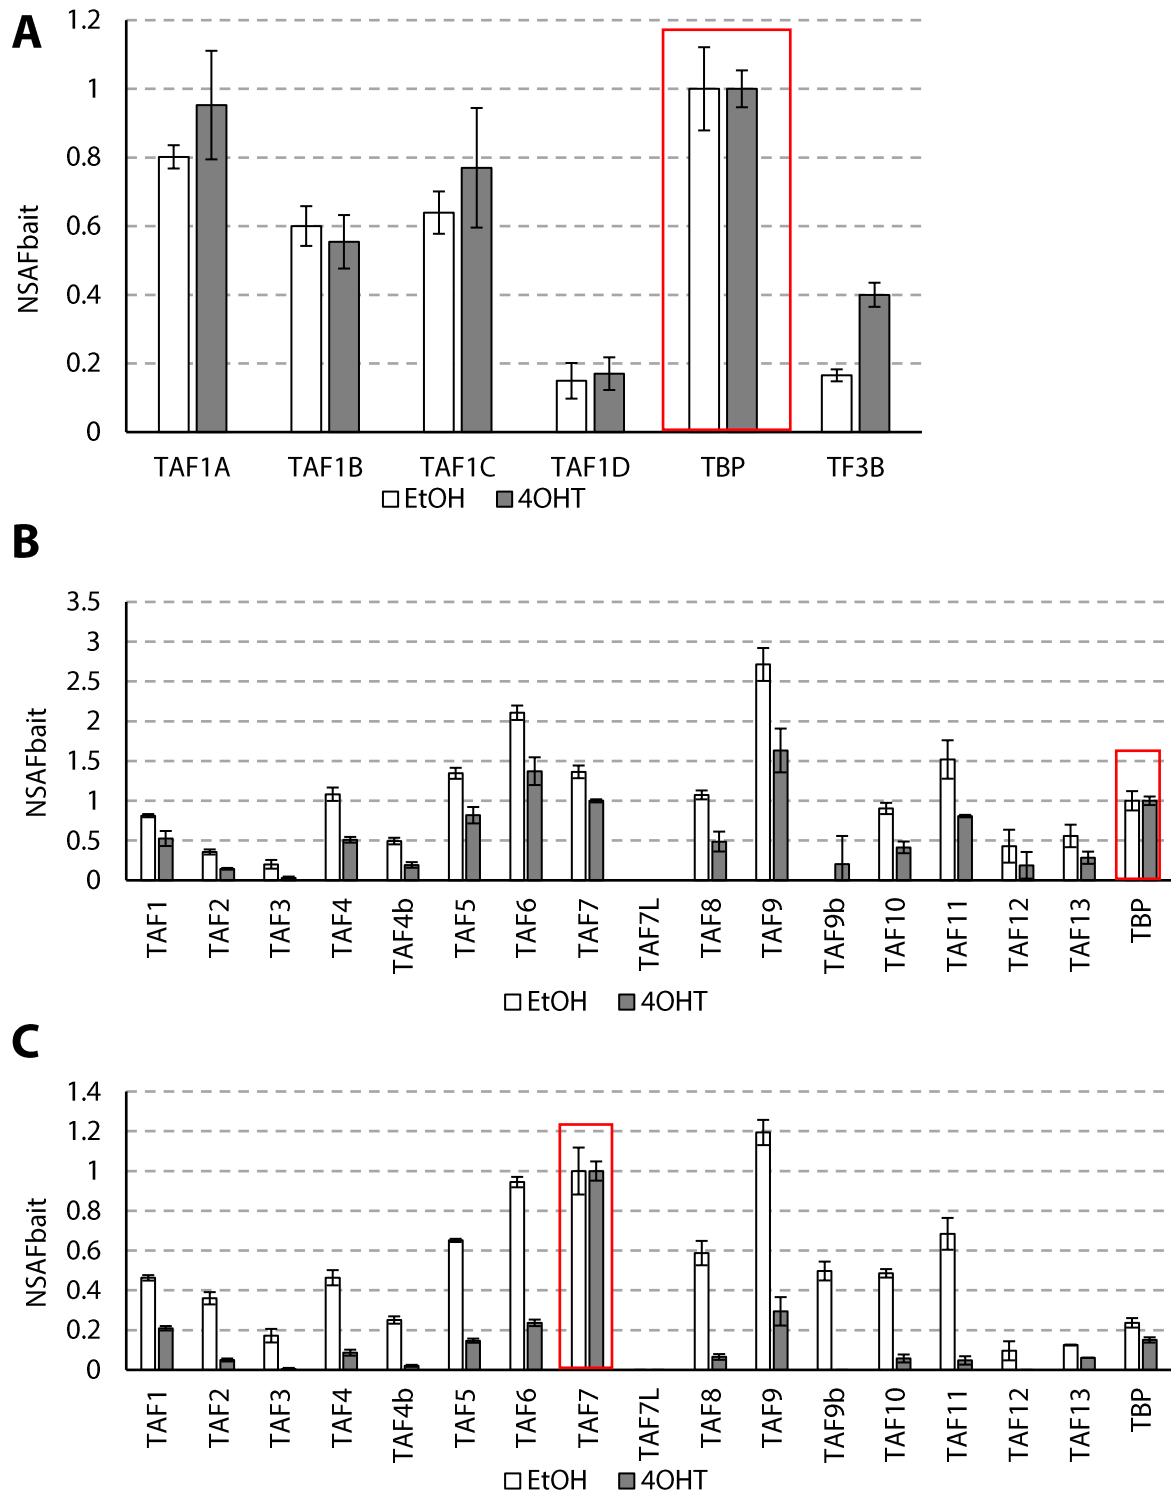 A
1.2
1
0.8
0.6
0.4
0.2
0
NSAFbait
TAF1A TAF1B TAF1C TAF1D TBP TF3B
EtOH 4OHT
B
3.5
3
2.5
2
1.5
1
0.5
0
NSAFbait
TAF1 TAF2 TAF3 TAF4 TAF4b TAF5 TAF6 TAF7 TAF7L TAF8 TAF9 TAF9b TAF10 TAF11 TAF12 TAF13 TBP
EtOH 4OHT
C
1.4
1.2
1
0.8
0.6
0.4
0.2
0
NSAFbait
TAF1 TAF2 TAF3 TAF4 TAF4b TAF5 TAF6 TAF7 TAF7L TAF8 TAF9 TAF9b TAF10 TAF11 TAF12 TAF13 TBP
EtOH 4OHT